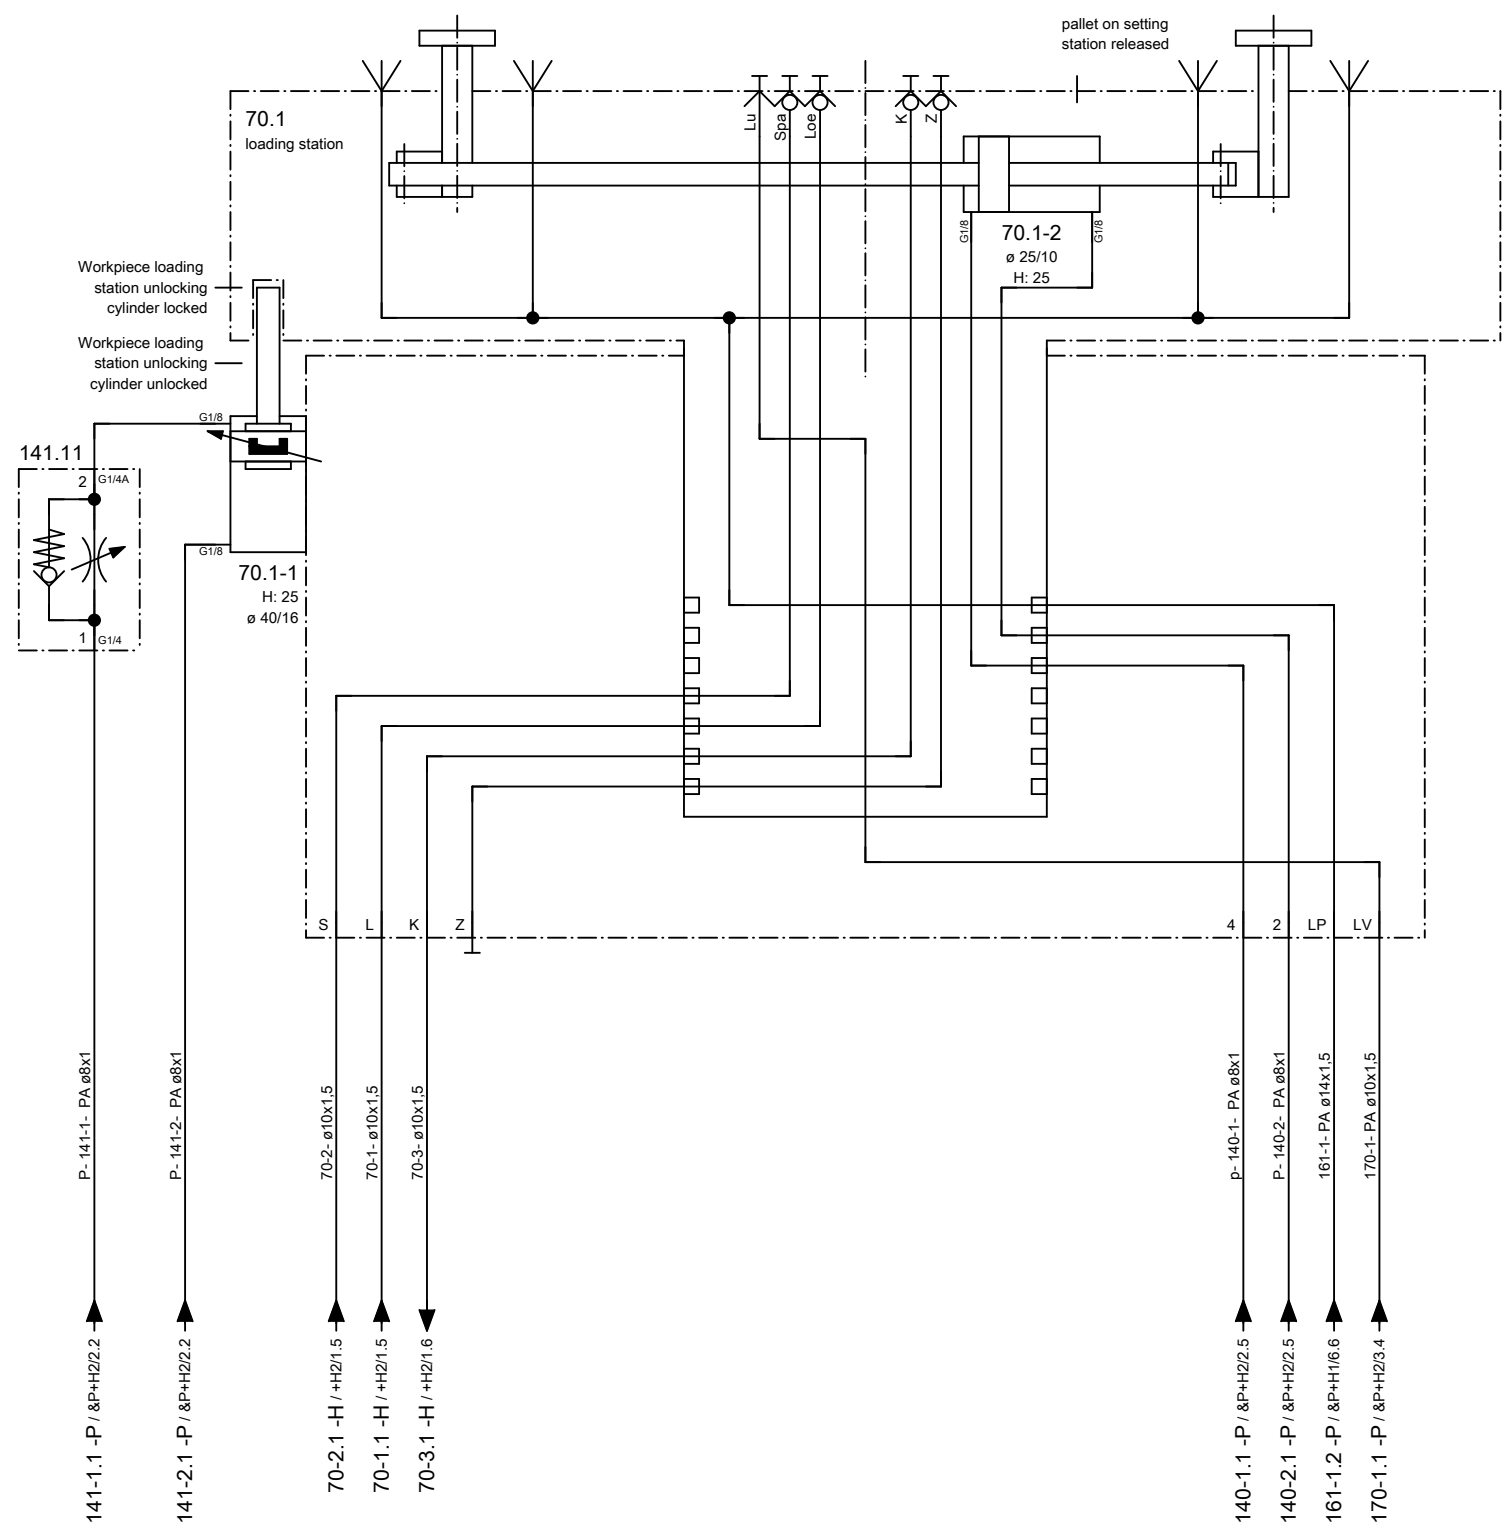 pallet on setting
station released
70.1
loading station
Lu
Spa
Loe
K
Z
G1/8
70.1-2
ø 25/10
H: 25
G1/8
Workpiece loading
station unlocking
cylinder locked
Workpiece loading
station unlocking
cylinder unlocked
G1/8
141.11
2
G1/4A
G1/8
70.1-1
H: 25
ø 40/16
1
G1/4
S
L
K
Z
4
2
LP
LV
P- 141-1- PA ø8x1
P- 141-2- PA ø8x1
70-2- ø10x1,5
70-1- ø10x1,5
70-3- ø10x1,5
p- 140-1- PA ø8x1
P- 140-2- PA ø8x1
161-1- PA ø14x1,5
170-1- PA ø10x1,5
141-1.1 -P / &P+H2/2.2
141-2.1 -P / &P+H2/2.2
70-2.1 -H / +H2/1.5
70-1.1 -H / +H2/1.5
70-3.1 -H / +H2/1.6
140-1.1 -P / &P+H2/2.5
140-2.1 -P / &P+H2/2.5
161-1.2 -P / &P+H1/6.6
170-1.1 -P / &P+H2/3.4